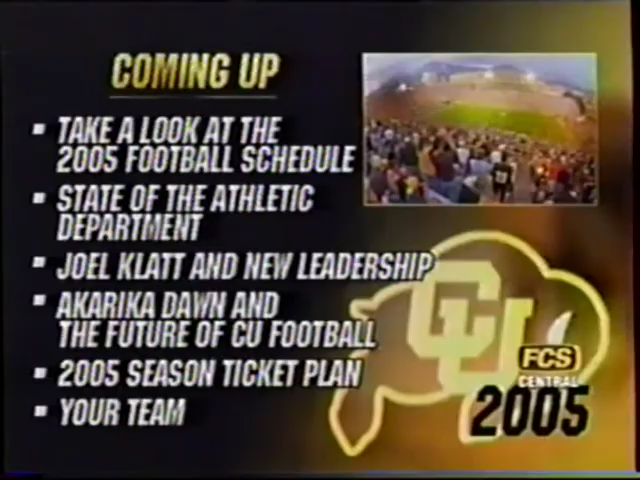 COMING UP
TAKE A LOOK AT THE
2005 FOOTBALL SCHEDULE
STATE OF THE ATHLETIC
DEPARTMENT
JOEL KLATT AND NEW LEADERSHIP
AKARIKA DAWN AND
THE FUTURE OF CU FOOTBALL
2005 SEASON TICKET PLAN
YOUR TEAM
CU
FCS
CENTRAL
2005